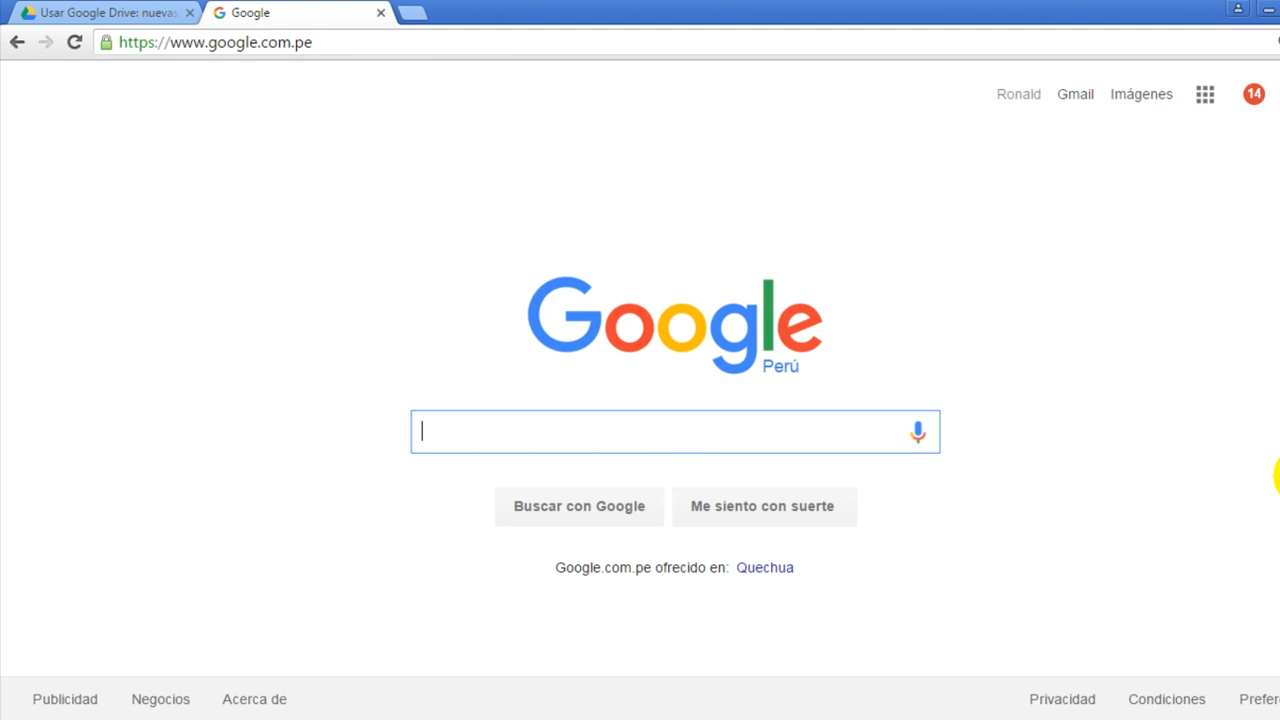 Usar Google Drive: nuevas
Google
https://www.google.com.pe
Ronald Gmail Imágenes 14
Google
Perú
Buscar con Google Me siento con suerte
Google.com.pe ofrecido en: Quechua
Publicidad Negocios Acerca de Privacidad Condiciones Prefer